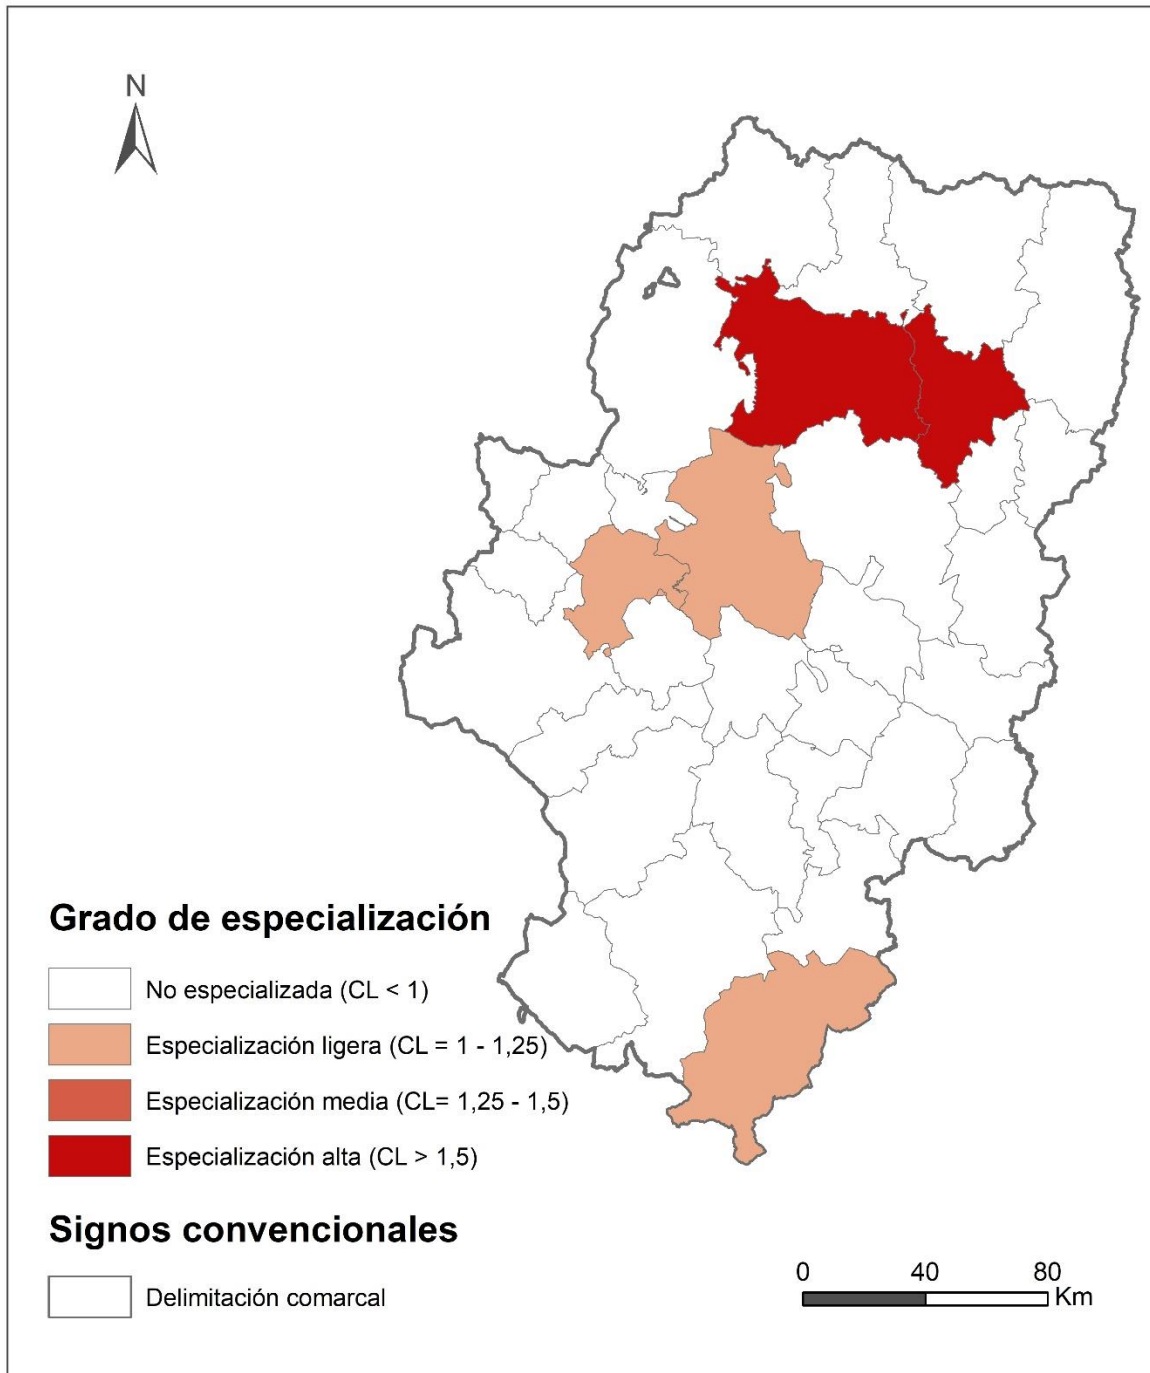 N
Grado de especialización
No especializada (CL < 1)
Especialización ligera (CL = 1 - 1,25)
Especialización media (CL= 1,25 - 1,5)
Especialización alta (CL > 1,5)
Signos convencionales
Delimitación comarcal
0 40 80
Km